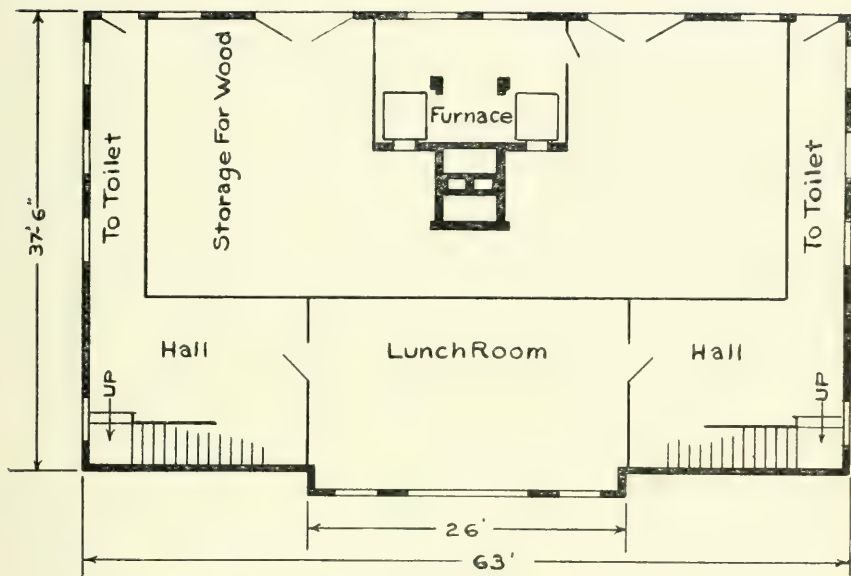 Storage For Wood
Furnace
To Toilet
To Toilet
37'-6"
Hall
Lunch Room
Hall
UP
UP
26'
63'